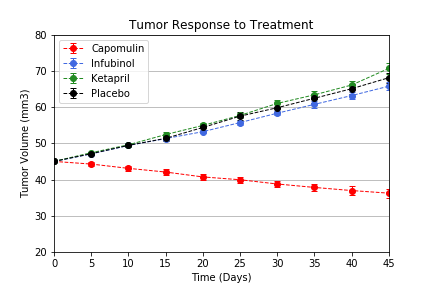 Tumor Response to Treatment
80
70
60
50
40
30
20
Tumor Volume (mm3)
Capomulin
Infubinol
Ketapril
Placebo
0 5 10 15 20 25 30 35 40 45
Time (Days)